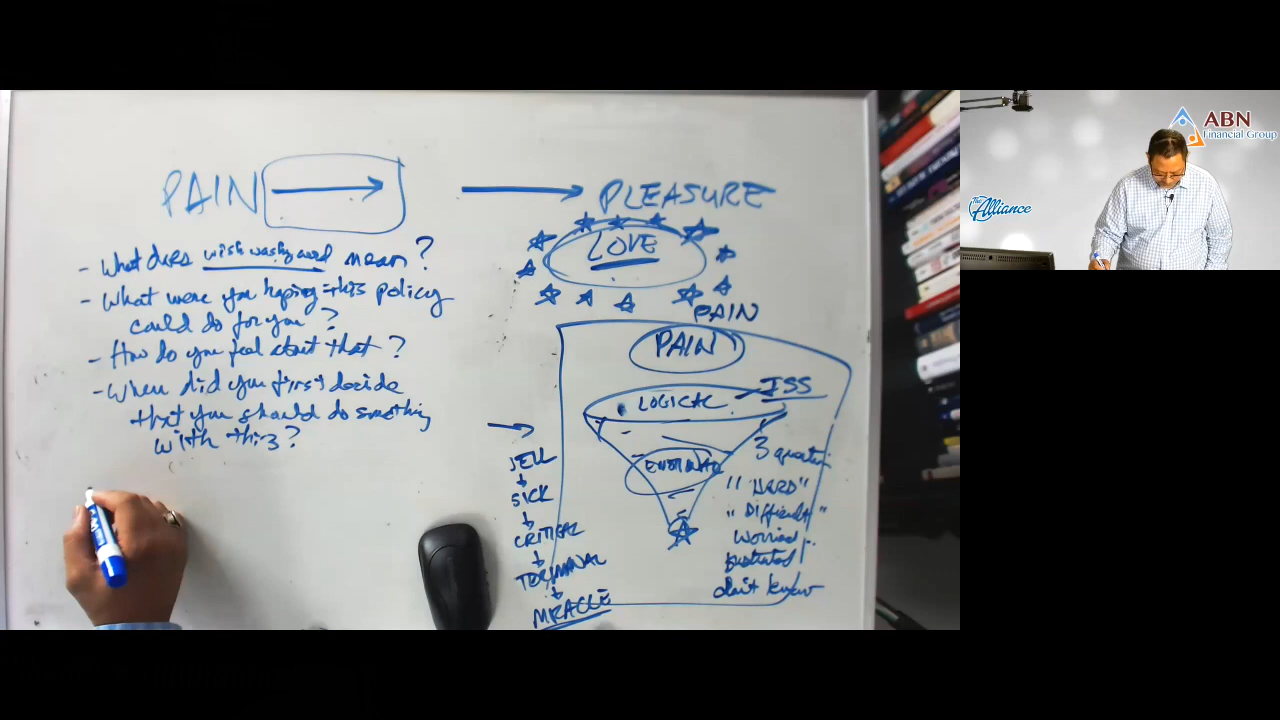 PAIN → → PLEASURE
- What does wish washy word mean?
- What were you hoping this policy
could do for you?
- How do you feel about that?
- When did you first decide
that you should do something
with this?
LOVE
PAIN
PAIN
LOGICAL - ISS
EMOTIONAL
3 question
"HARD"
"Difficult"
worried..
frustrated
don't know
→
SICK
CRITICAL
TERMINAL
MIRACLE
ABN
Financial Group
The
Alliance